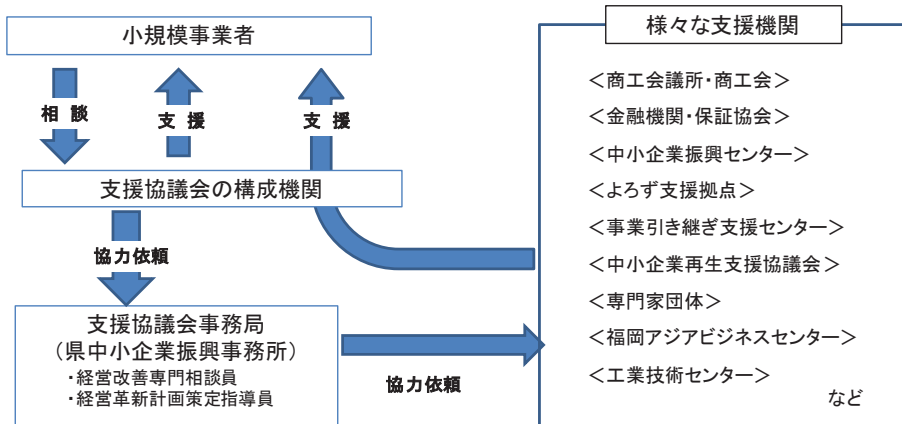 小規模事業者
相 談
支 援
支 援
支援協議会の構成機関
協力依頼
支援協議会事務局
（県中小企業振興事務所）
・経営改善専門相談員
・経営革新計画策定指導員
協力依頼
様々な支援機関
＜商工会議所・商工会＞
＜金融機関・保証協会＞
＜中小企業振興センター＞
＜よろず支援拠点＞
＜事業引き継ぎ支援センター＞
＜中小企業再生支援協議会＞
＜専門家団体＞
＜福岡アジアビジネスセンター＞
＜工業技術センター＞
など